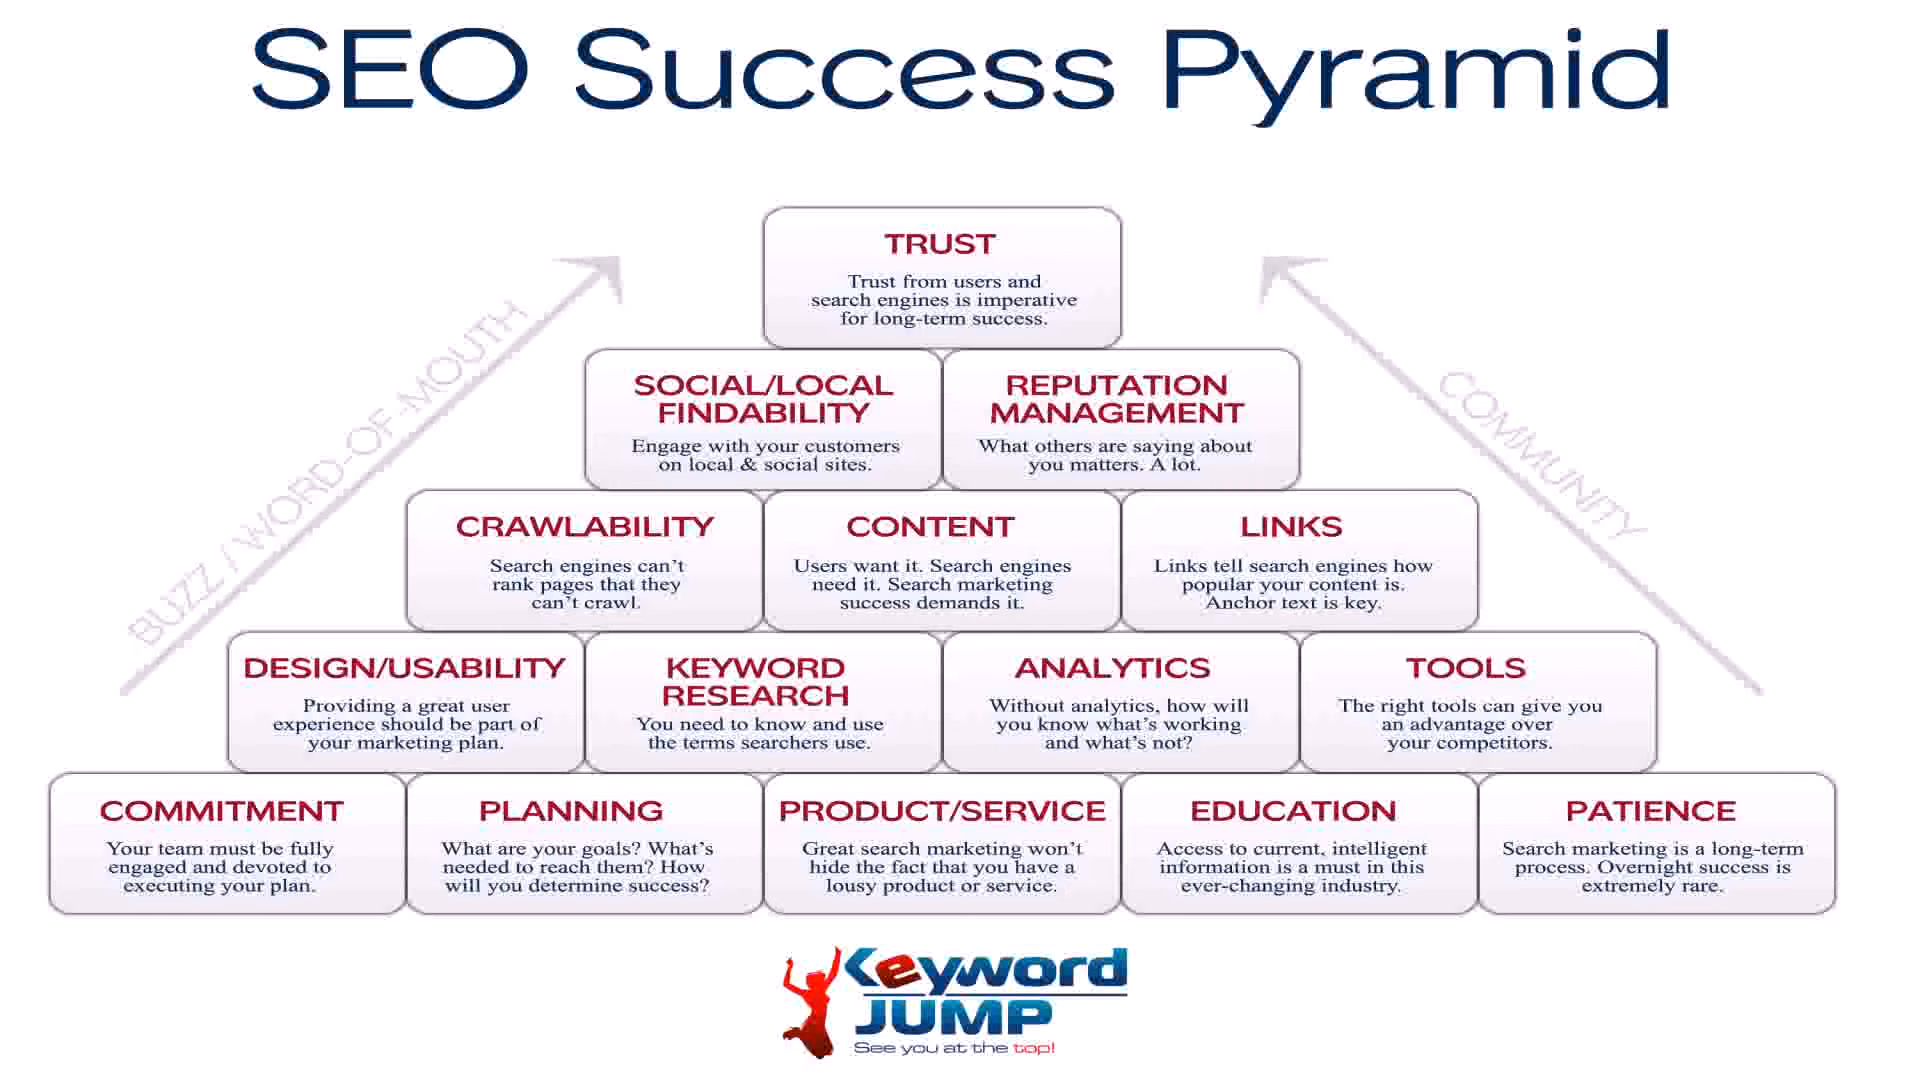 SEO Success Pyramid
TRUST
Trust from users and
search engines is imperative
for long-term success.
BUZZ / WORD-OF-MOUTH
COMMUNITY
SOCIAL/LOCAL
FINDABILITY
Engage with your customers
on local & social sites.
REPUTATION
MANAGEMENT
What others are saying about
you matters. A lot.
CRAWLABILITY
Search engines can't
rank pages that they
can't crawl.
CONTENT
Users want it. Search engines
need it. Search marketing
success demands it.
LINKS
Links tell search engines how
popular your content is.
Anchor text is key.
DESIGN/USABILITY
Providing a great user
experience should be part of
your marketing plan.
KEYWORD
RESEARCH
You need to know and use
the terms searchers use.
ANALYTICS
Without analytics, how will
you know what's working
and what's not?
TOOLS
The right tools can give you
an advantage over
your competitors.
COMMITMENT
Your team must be fully
engaged and devoted to
executing your plan.
PLANNING
What are your goals? What's
needed to reach them? How
will you determine success?
PRODUCT/SERVICE
Great search marketing won't
hide the fact that you have a
lousy product or service.
EDUCATION
Access to current, intelligent
information is a must in this
ever-changing industry.
PATIENCE
Search marketing is a long-term
process. Overnight success is
extremely rare.
Keyword
JUMP
See you at the top!